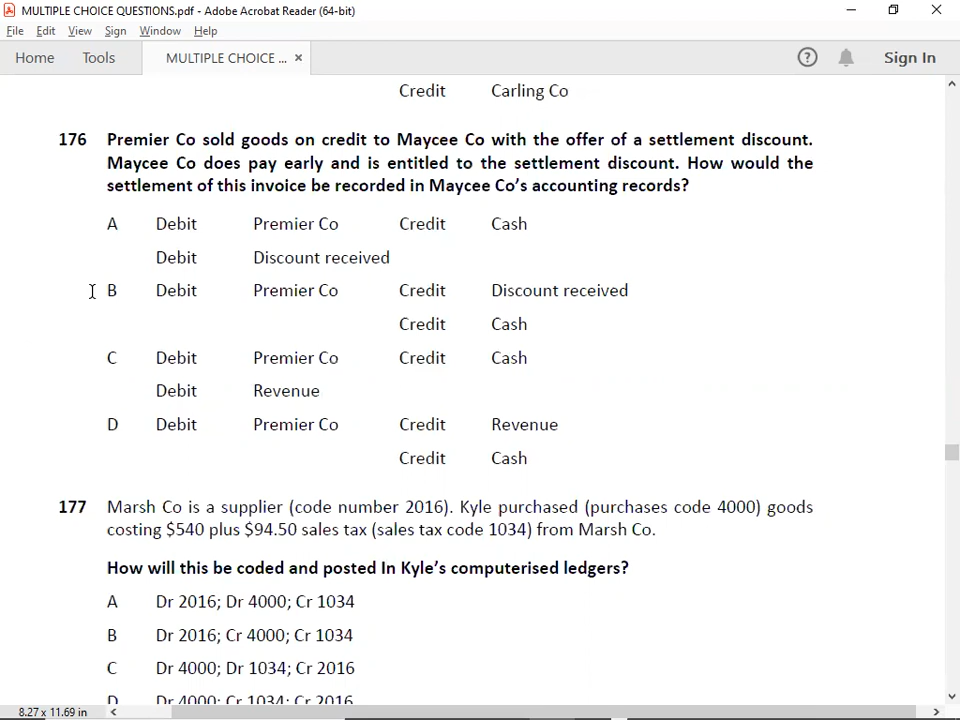 MULTIPLE CHOICE QUESTIONS.pdf - Adobe Acrobat Reader (64-bit)
File Edit View Sign Window Help
Home Tools MULTIPLE CHOICE ... × ? Sign In
Credit Carling Co
176 Premier Co sold goods on credit to Maycee Co with the offer of a settlement discount.
Maycee Co does pay early and is entitled to the settlement discount. How would the
settlement of this invoice be recorded in Maycee Co's accounting records?
A Debit Premier Co Credit Cash
Debit Discount received
B Debit Premier Co Credit Discount received
Credit Cash
C Debit Premier Co Credit Cash
Debit Revenue
D Debit Premier Co Credit Revenue
Credit Cash
177 Marsh Co is a supplier (code number 2016). Kyle purchased (purchases code 4000) goods
costing $540 plus $94.50 sales tax (sales tax code 1034) from Marsh Co.
How will this be coded and posted In Kyle's computerised ledgers?
A Dr 2016; Dr 4000; Cr 1034
B Dr 2016; Cr 4000; Cr 1034
C Dr 4000; Dr 1034; Cr 2016
D Dr 4000; Cr 1034; Cr 2016
8.27 x 11.69 in